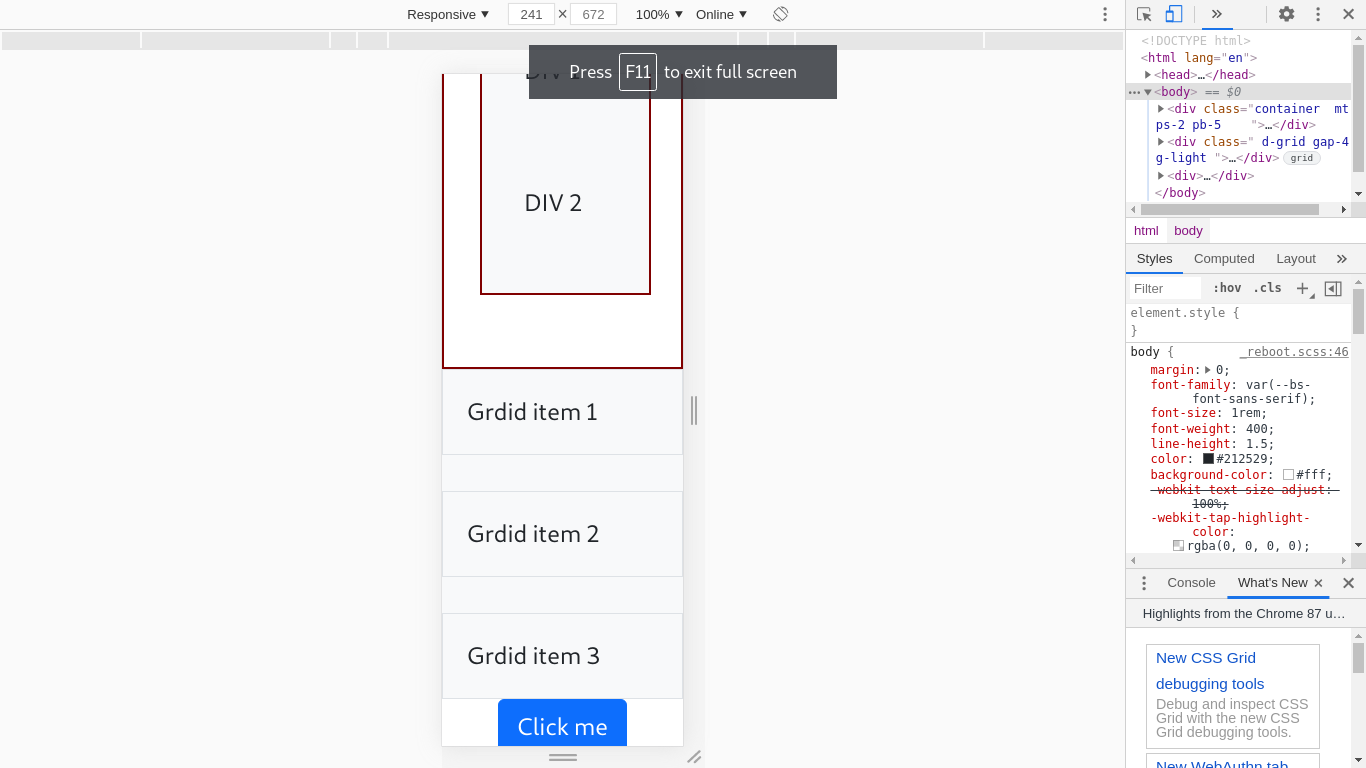 Responsive ▼ 241 × 672 100% ▼ Online ▼
Press F11 to exit full screen
DIV 2
Grdid item 1
Grdid item 2
Grdid item 3
Click me
<!DOCTYPE html>
<html lang="en">
<head>…</head>
<body> == $0
<div class="container mt
ps-2 pb-5 ">…</div>
<div class=" d-grid gap-4
g-light ">…</div> grid
<div>…</div>
</body>
html body
Styles Computed Layout
Filter :hov .cls
element.style {
}
body { _reboot.scss:46
margin: 0;
font-family: var(--bs-
font-sans-serif);
font-size: 1rem;
font-weight: 400;
line-height: 1.5;
color: #212529;
background-color: #fff;
-webkit-text-size-adjust:
100%;
-webkit-tap-highlight-
color:
rgba(0, 0, 0, 0);
Console What's New
Highlights from the Chrome 87 u…
New CSS Grid
debugging tools
Debug and inspect CSS
Grid with the new CSS
Grid debugging tools.
New WebAuthn tab